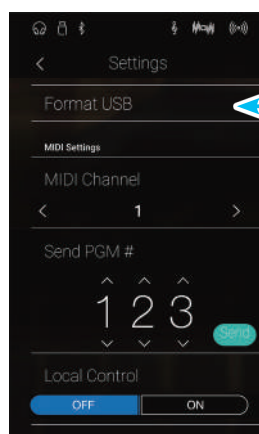 Settings
Format USB
MIDI Settings
MIDI Channel
1
Send PGM #
1 2 3
Send
Local Control
OFF ON